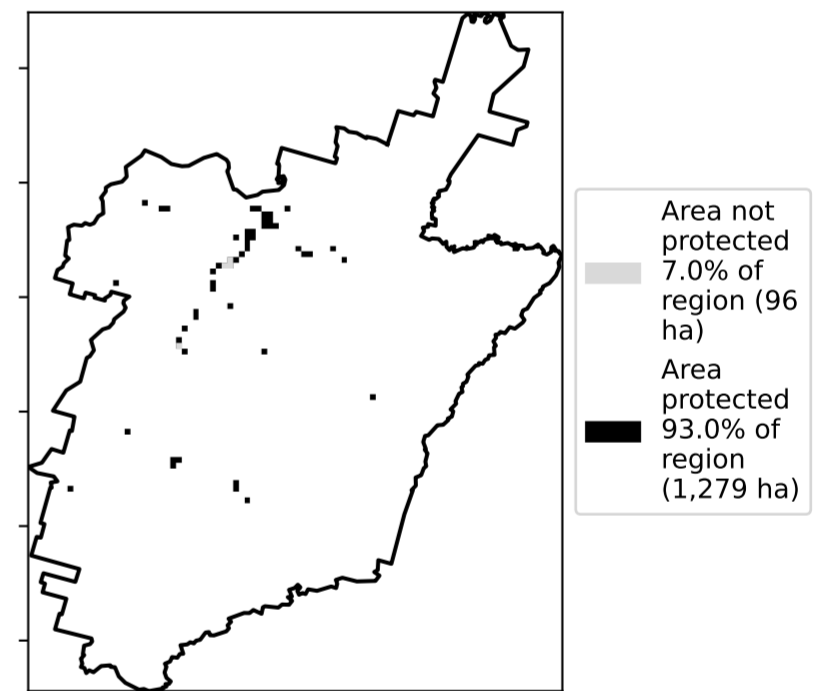 Area not
protected
7.0% of
region (96
ha)
Area
protected
93.0% of
region
(1,279 ha)